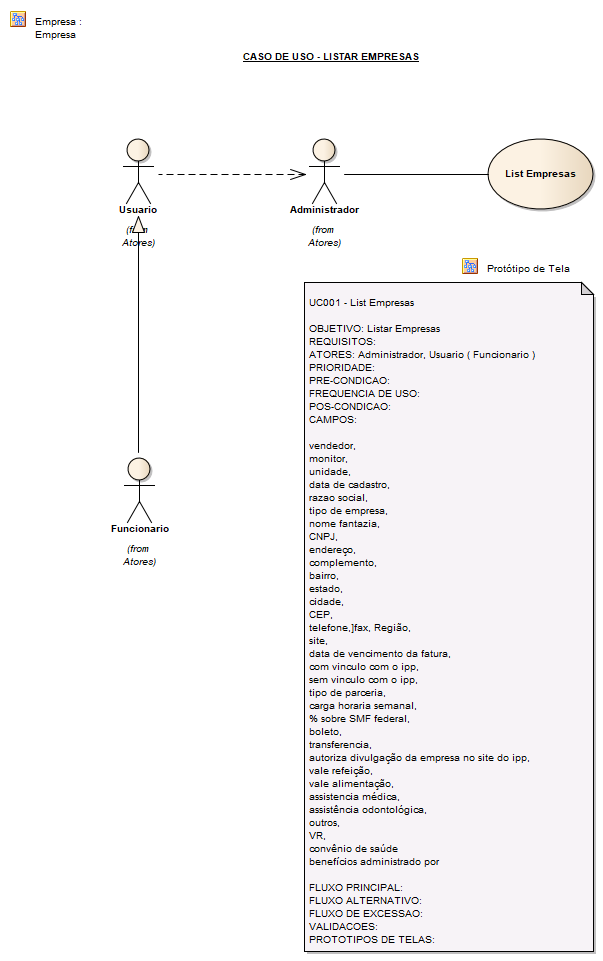 Empresa :
Empresa
CASO DE USO - LISTAR EMPRESAS
Usuario
(from
Atores)
Administrador
(from
Atores)
List Empresas
Protótipo de Tela
UC001 - List Empresas
OBJETIVO: Listar Empresas
REQUISITOS:
ATORES: Administrador, Usuario ( Funcionario )
PRIORIDADE:
PRE-CONDICAO:
FREQUENCIA DE USO:
POS-CONDICAO:
CAMPOS:
vendedor,
monitor,
unidade,
data de cadastro,
razao social,
tipo de empresa,
nome fantazia,
CNPJ,
endereço,
complemento,
bairro,
estado,
cidade,
CEP,
telefone,]fax, Região,
site,
data de vencimento da fatura,
com vinculo com o ipp,
sem vinculo com o ipp,
tipo de parceria,
carga horaria semanal,
% sobre SMF federal,
boleto,
transferencia,
autoriza divulgação da empresa no site do ipp,
vale refeição,
vale alimentação,
assistencia médica,
assistência odontológica,
outros,
VR,
convênio de saúde
benefícios administrado por
FLUXO PRINCIPAL:
FLUXO ALTERNATIVO:
FLUXO DE EXCESSAO:
VALIDACOES:
PROTOTIPOS DE TELAS:
Funcionario
(from
Atores)